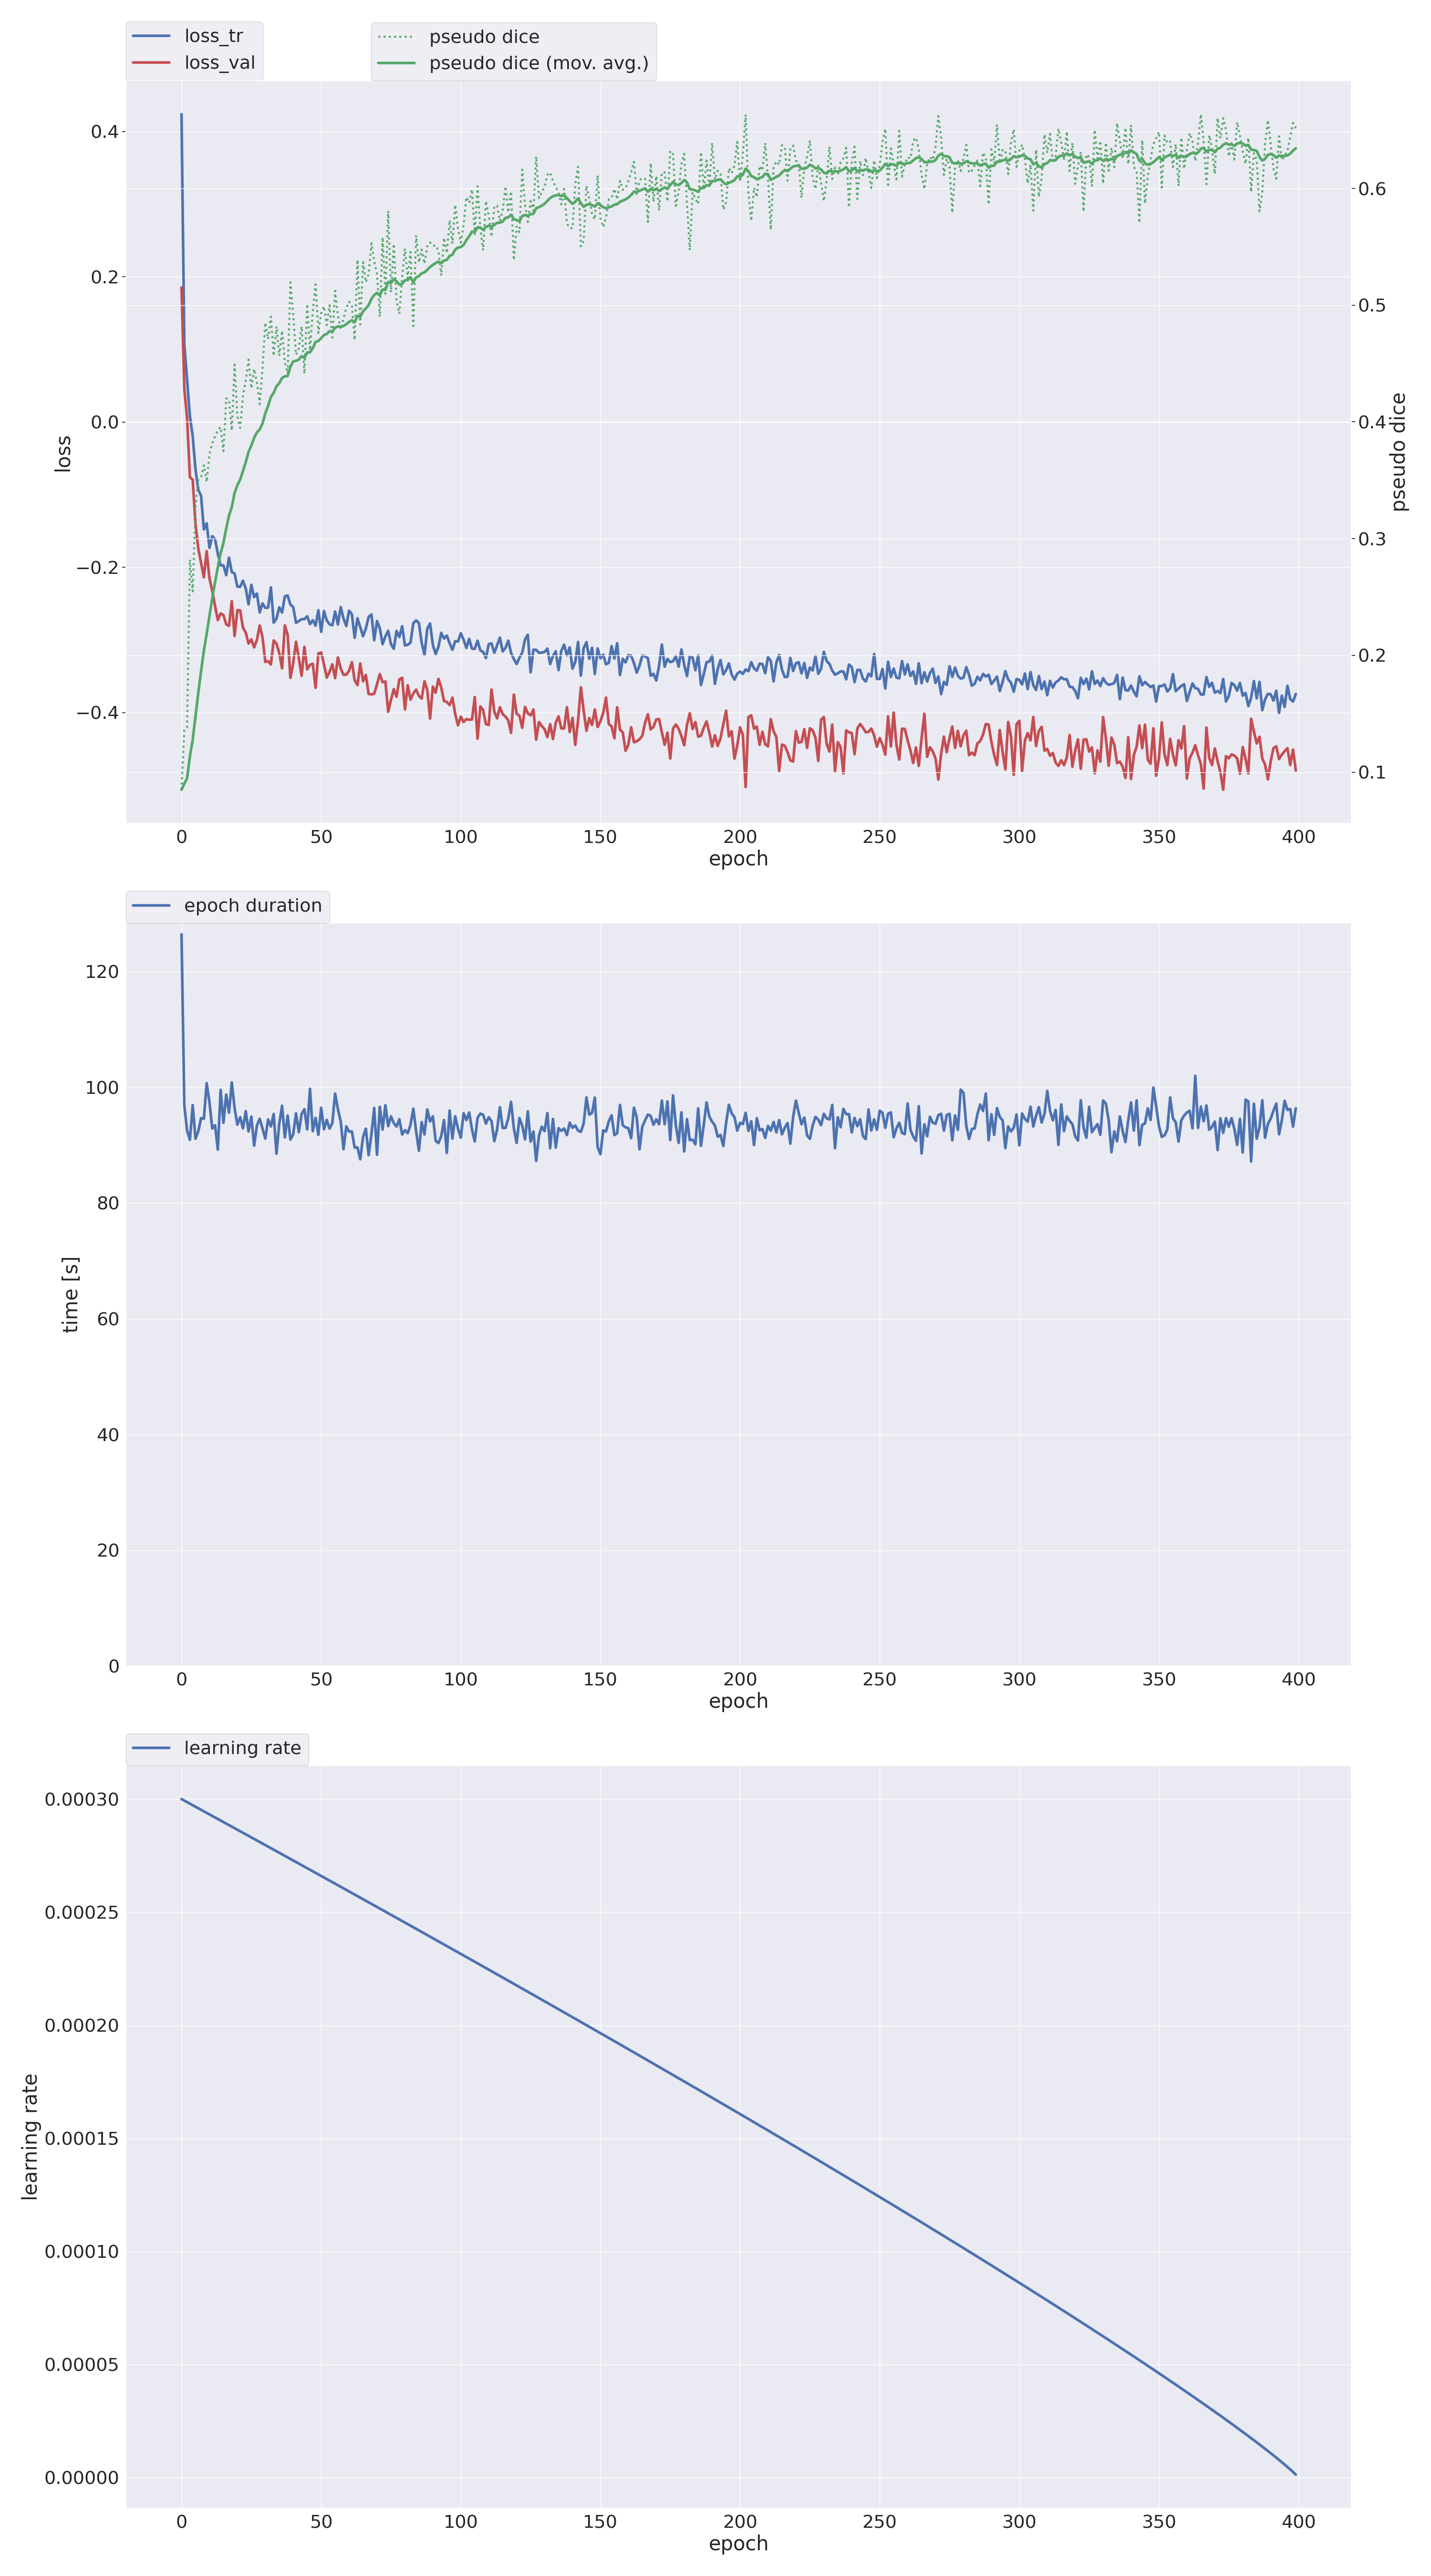 loss_tr
loss_val
pseudo dice
pseudo dice (mov. avg.)
0.4
0.2
0.0
−0.2
−0.4
loss
0.6
0.5
0.4
0.3
0.2
0.1
pseudo dice
0 50 100 150 200 250 300 350 400
epoch
epoch duration
120
100
80
60
40
20
0
time [s]
0 50 100 150 200 250 300 350 400
epoch
learning rate
0.00030
0.00025
0.00020
0.00015
0.00010
0.00005
0.00000
learning rate
0 50 100 150 200 250 300 350 400
epoch